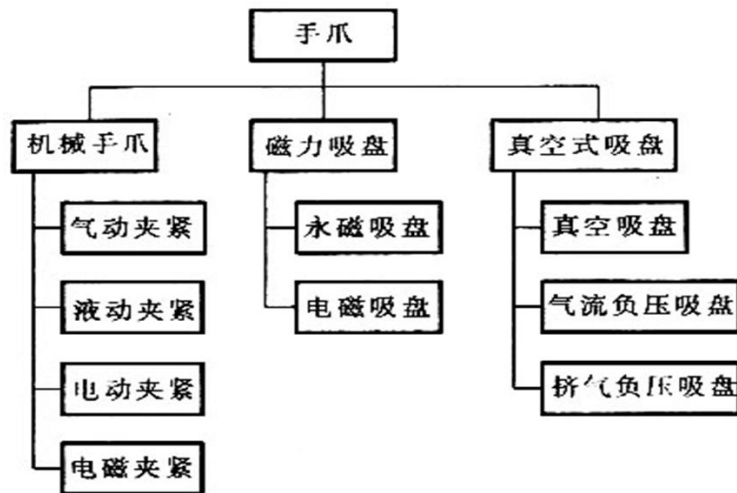 手爪
机械手爪
磁力吸盘
真空式吸盘
气动夹紧
永磁吸盘
真空吸盘
液动夹紧
电磁吸盘
气流负压吸盘
电动夹紧
挤气负压吸盘
电磁夹紧